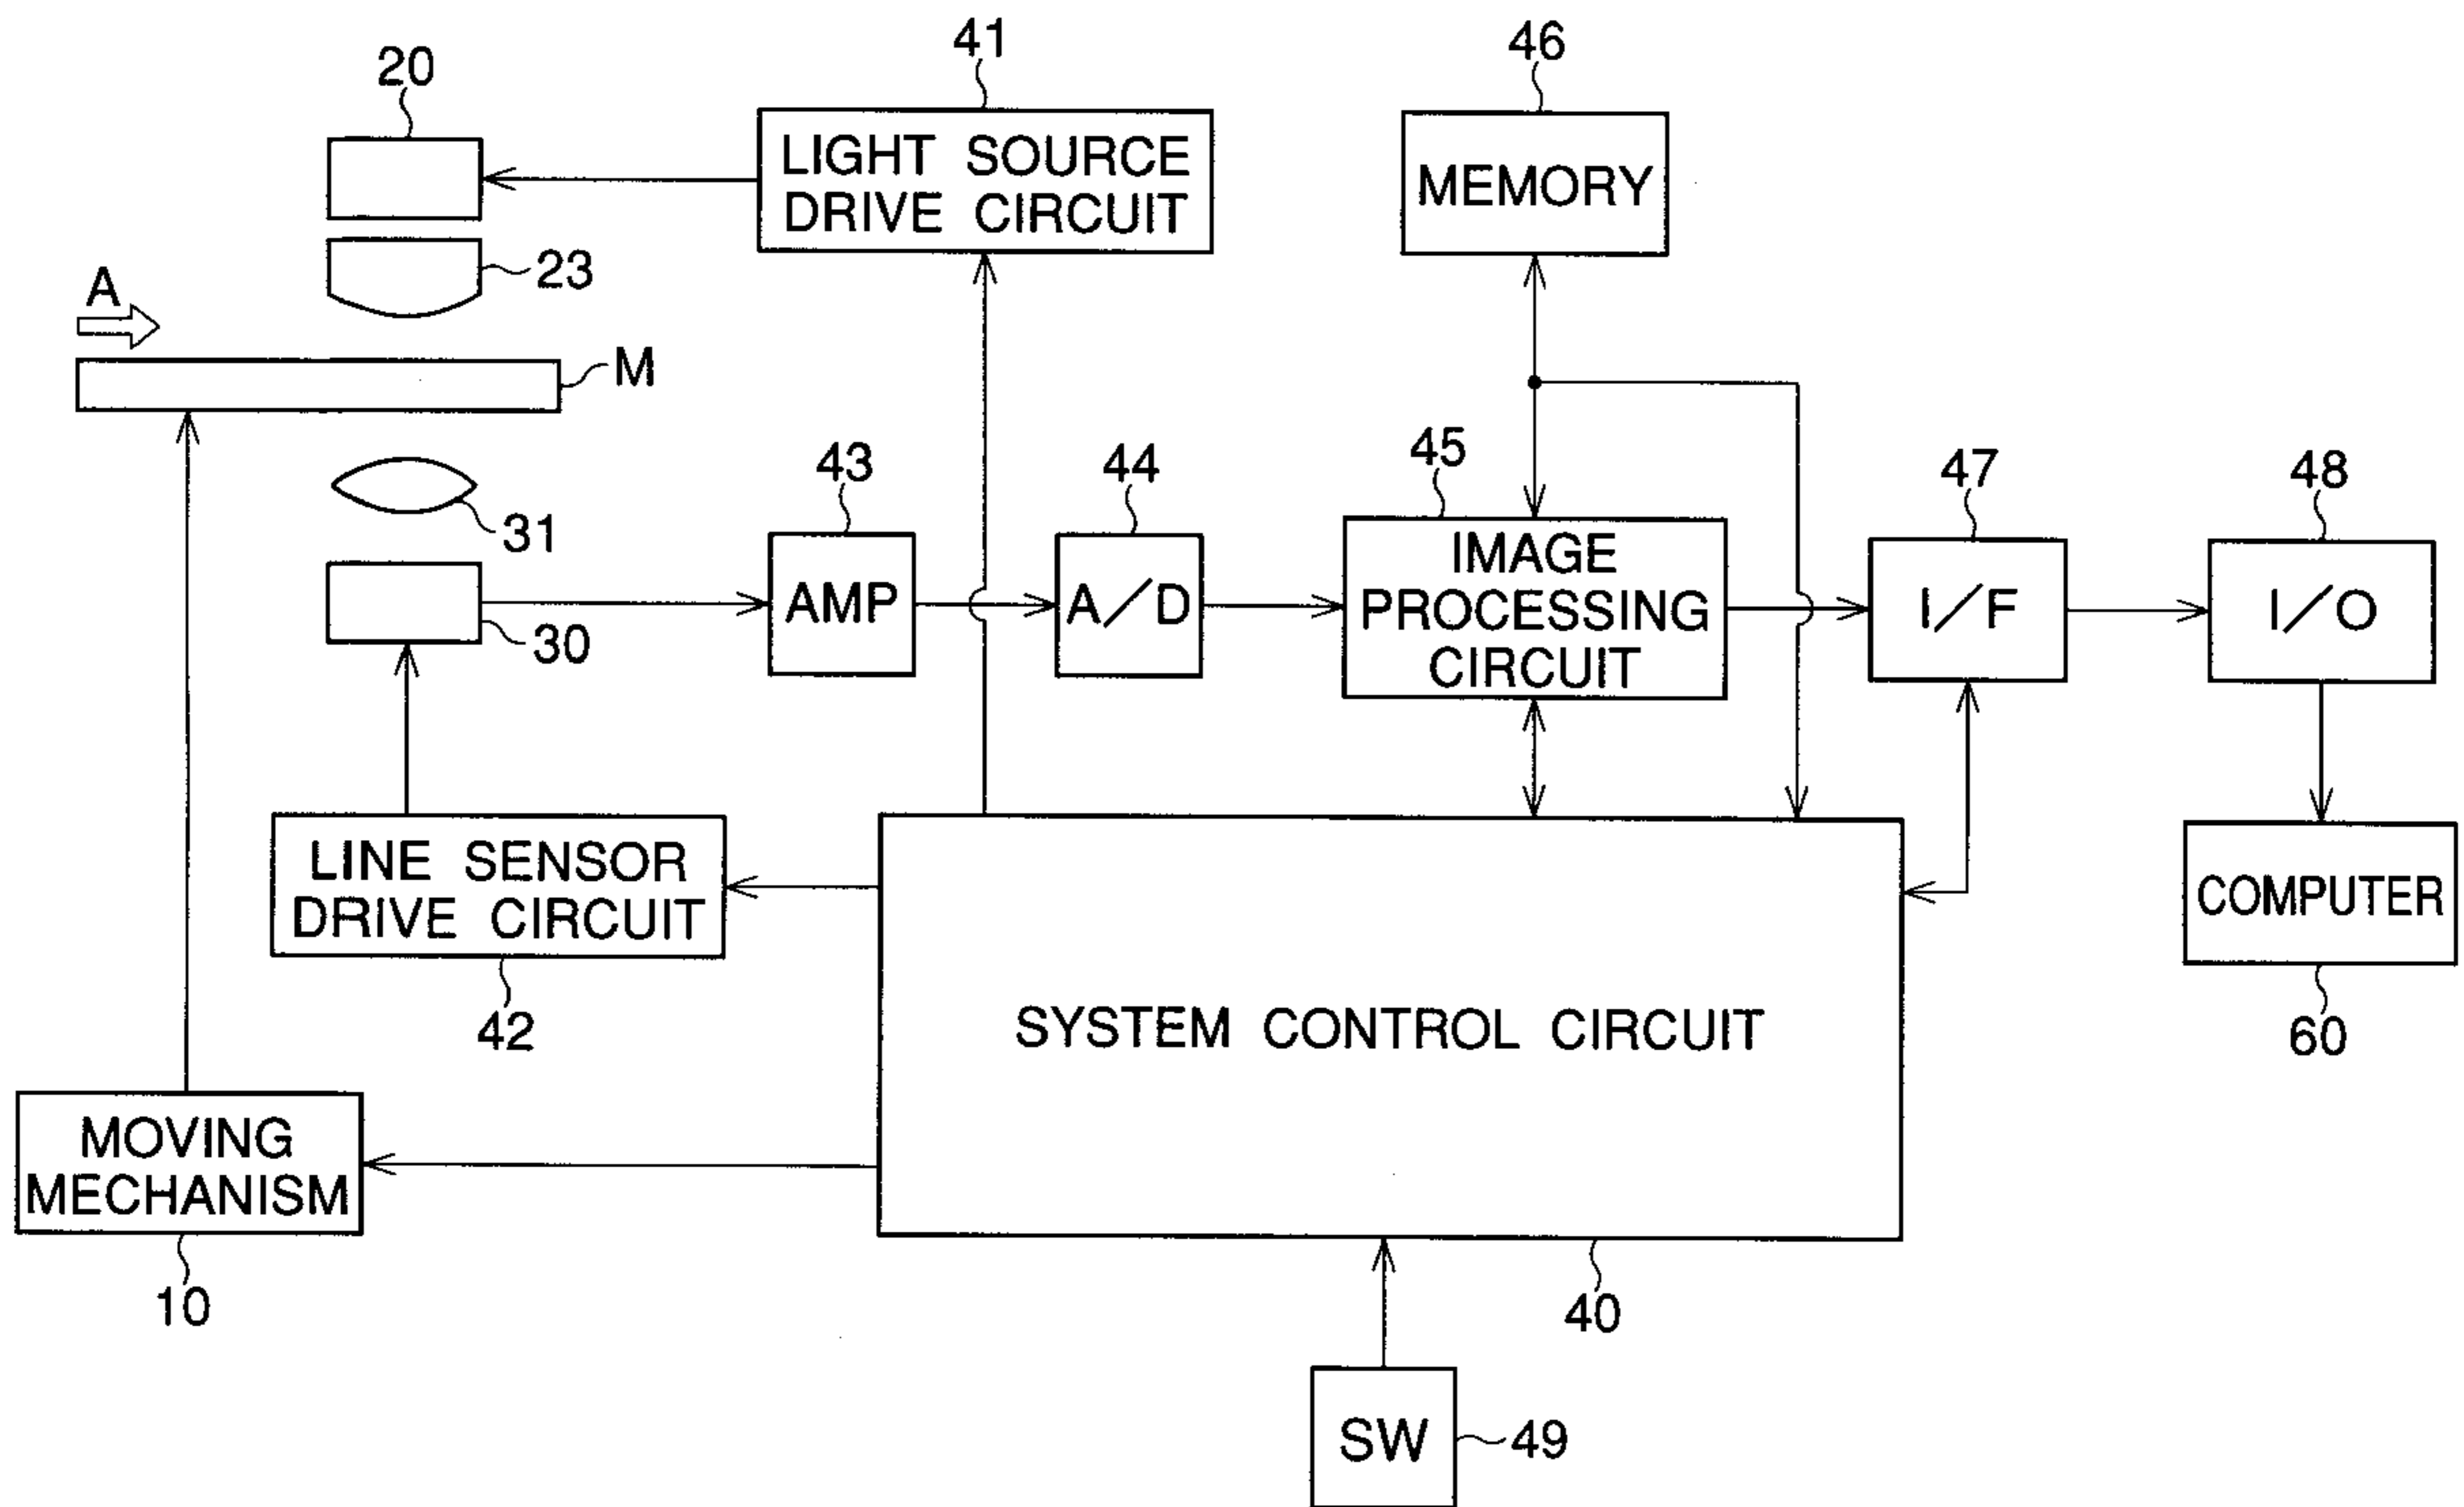 41
46
20
LIGHT SOURCE
DRIVE CIRCUIT
MEMORY
23
A
M
43
44
45
47
48
31
AMP
A/D
IMAGE
PROCESSING
CIRCUIT
I/F
I/O
30
LINE SENSOR
DRIVE CIRCUIT
42
COMPUTER
60
SYSTEM CONTROL CIRCUIT
MOVING
MECHANISM
10
40
SW
49